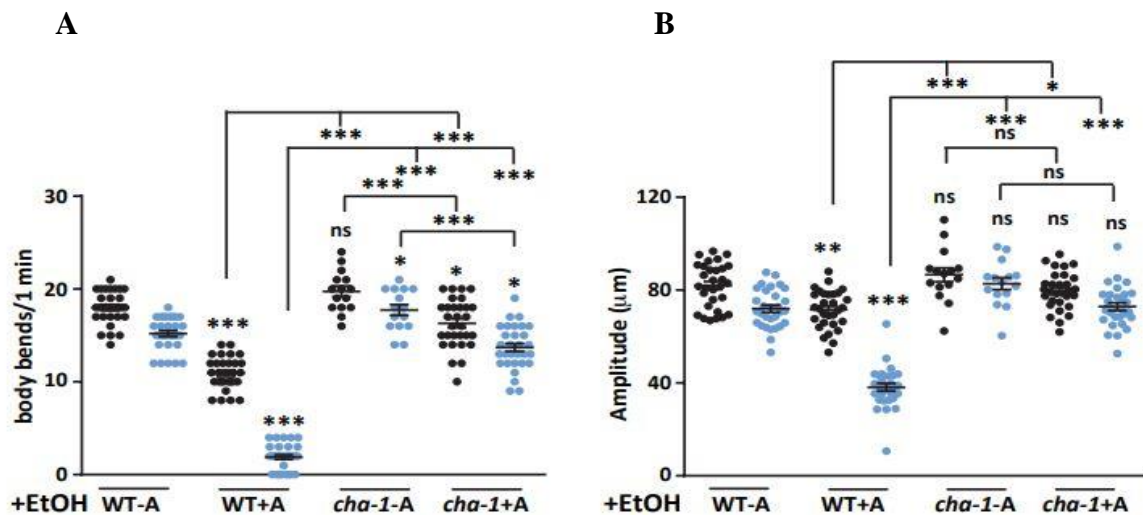 A
B
*** ***
*** ***
*** ***
***
ns
*
*
*
***
***
30
20
10
0
body bends/1 min
+EtOH WT-A WT+A cha-1-A cha-1+A
*** *
*** ***
ns
ns
ns
ns
ns
ns
**
***
120
80
40
0
Amplitude (µm)
+EtOH WT-A WT+A cha-1-A cha-1+A